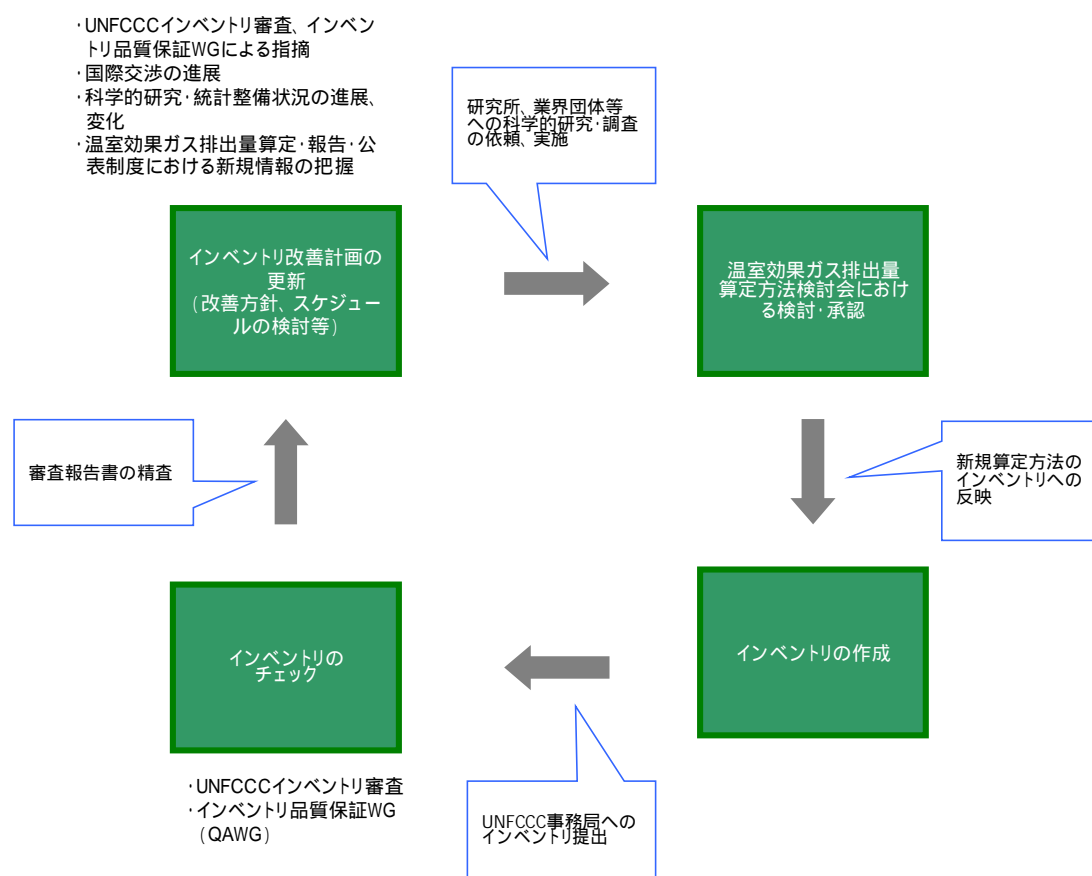 ･UNFCCCインベントリ審査、インベン
トリ品質保証WGによる指摘
･国際交渉の進展
･科学的研究･統計整備状況の進展、
変化
･温室効果ガス排出量算定･報告･公
表制度における新規情報の把握
研究所、業界団体等
への科学的研究･調査
の依頼、実施
インベントリ改善計画の
更新
(改善方針、スケジュー
ルの検討等)
温室効果ガス排出量
算定方法検討会におけ
る検討･承認
審査報告書の精査
新規算定方法の
インベントリへの
反映
インベントリの
チェック
インベントリの作成
･UNFCCCインベントリ審査
･インベントリ品質保証WG
(QAWG)
UNFCCC事務局への
インベントリ提出